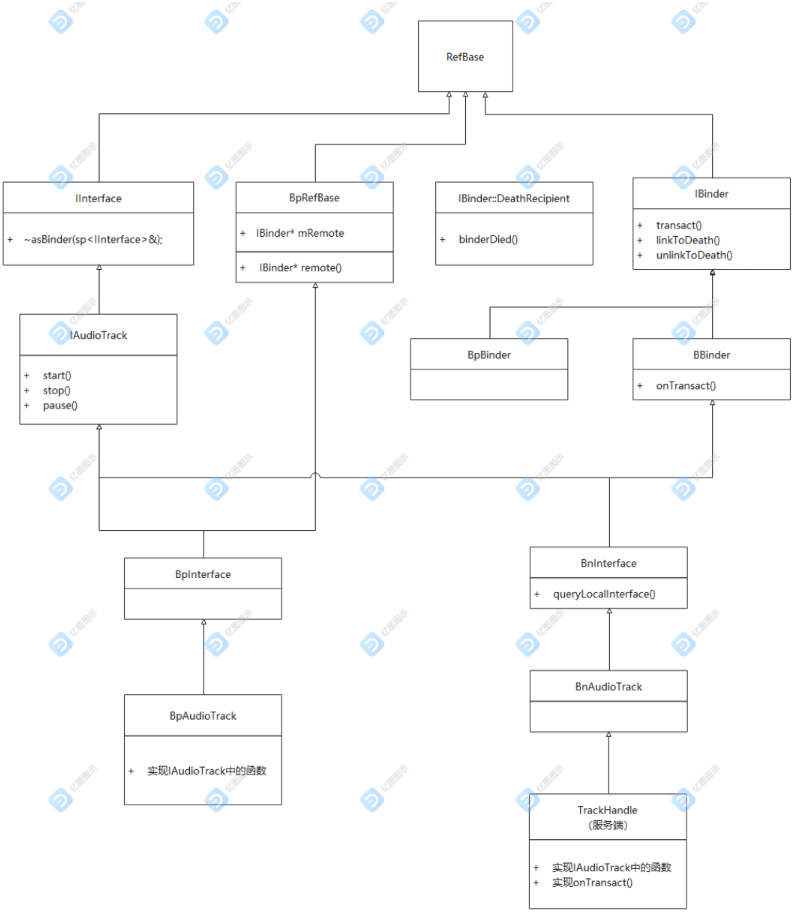 RefBase
IInterface
+ ~asBinder(sp<IInterface>&);
BpRefBase
+ IBinder* mRemote
+ IBinder* remote()
IBinder::DeathRecipient
+ binderDied()
IBinder
+ transact()
+ linkToDeath()
+ unlinkToDeath()
IAudioTrack
+ start()
+ stop()
+ pause()
BpBinder
BBinder
+ onTransact()
BpInterface
BnInterface
+ queryLocalInterface()
BpAudioTrack
+ 实现IAudioTrack中的函数
BnAudioTrack
TrackHandle
(服务端)
+ 实现IAudioTrack中的函数
+ 实现onTransact()
亿图图示